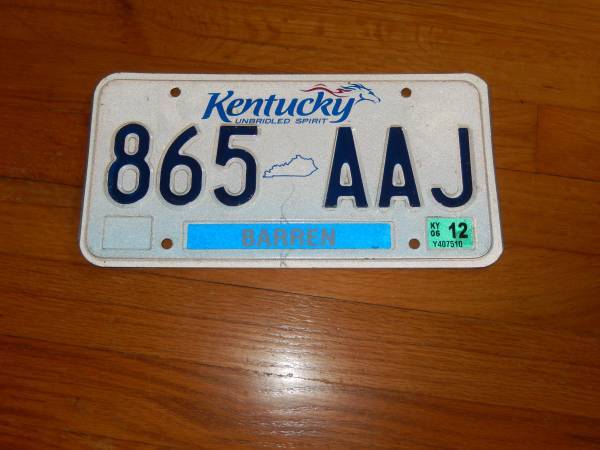 Kentucky
UNBRIDLED SPIRIT
865 AAJ
BARREN
KY 06 12
Y407510